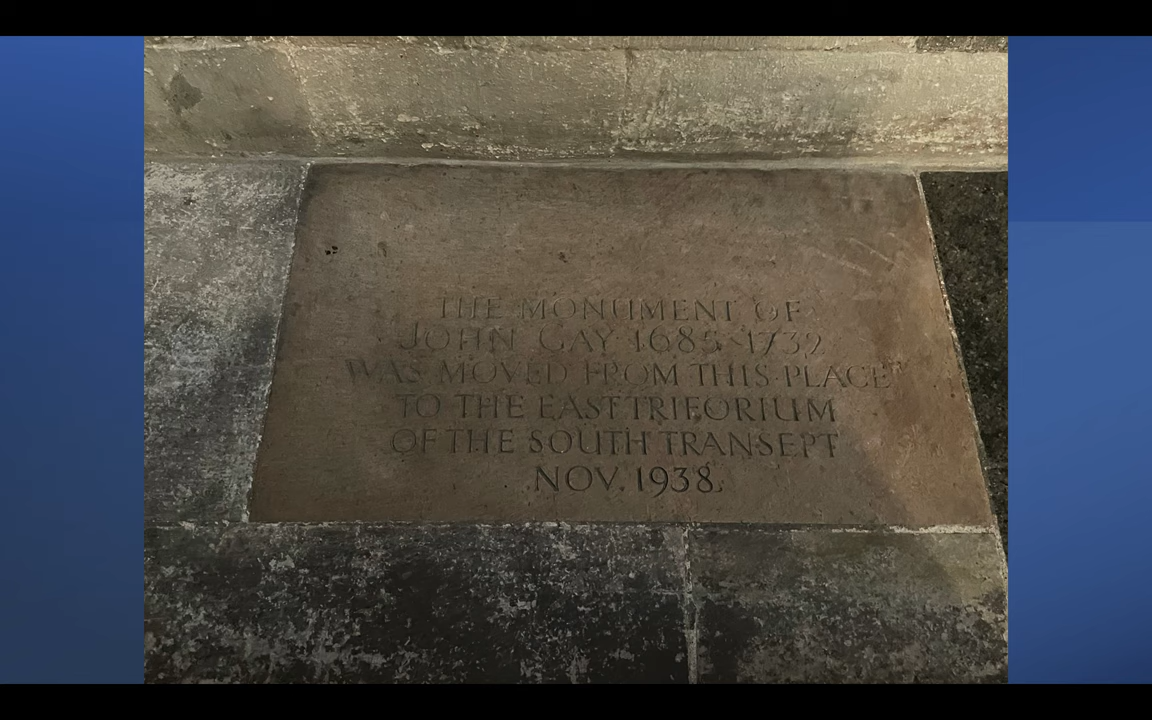 THE MONUMENT OF
JOHN GAY 1685-1732
WAS MOVED FROM THIS PLACE
TO THE EAST TRIFORIUM
OF THE SOUTH TRANSEPT
NOV. 1938.